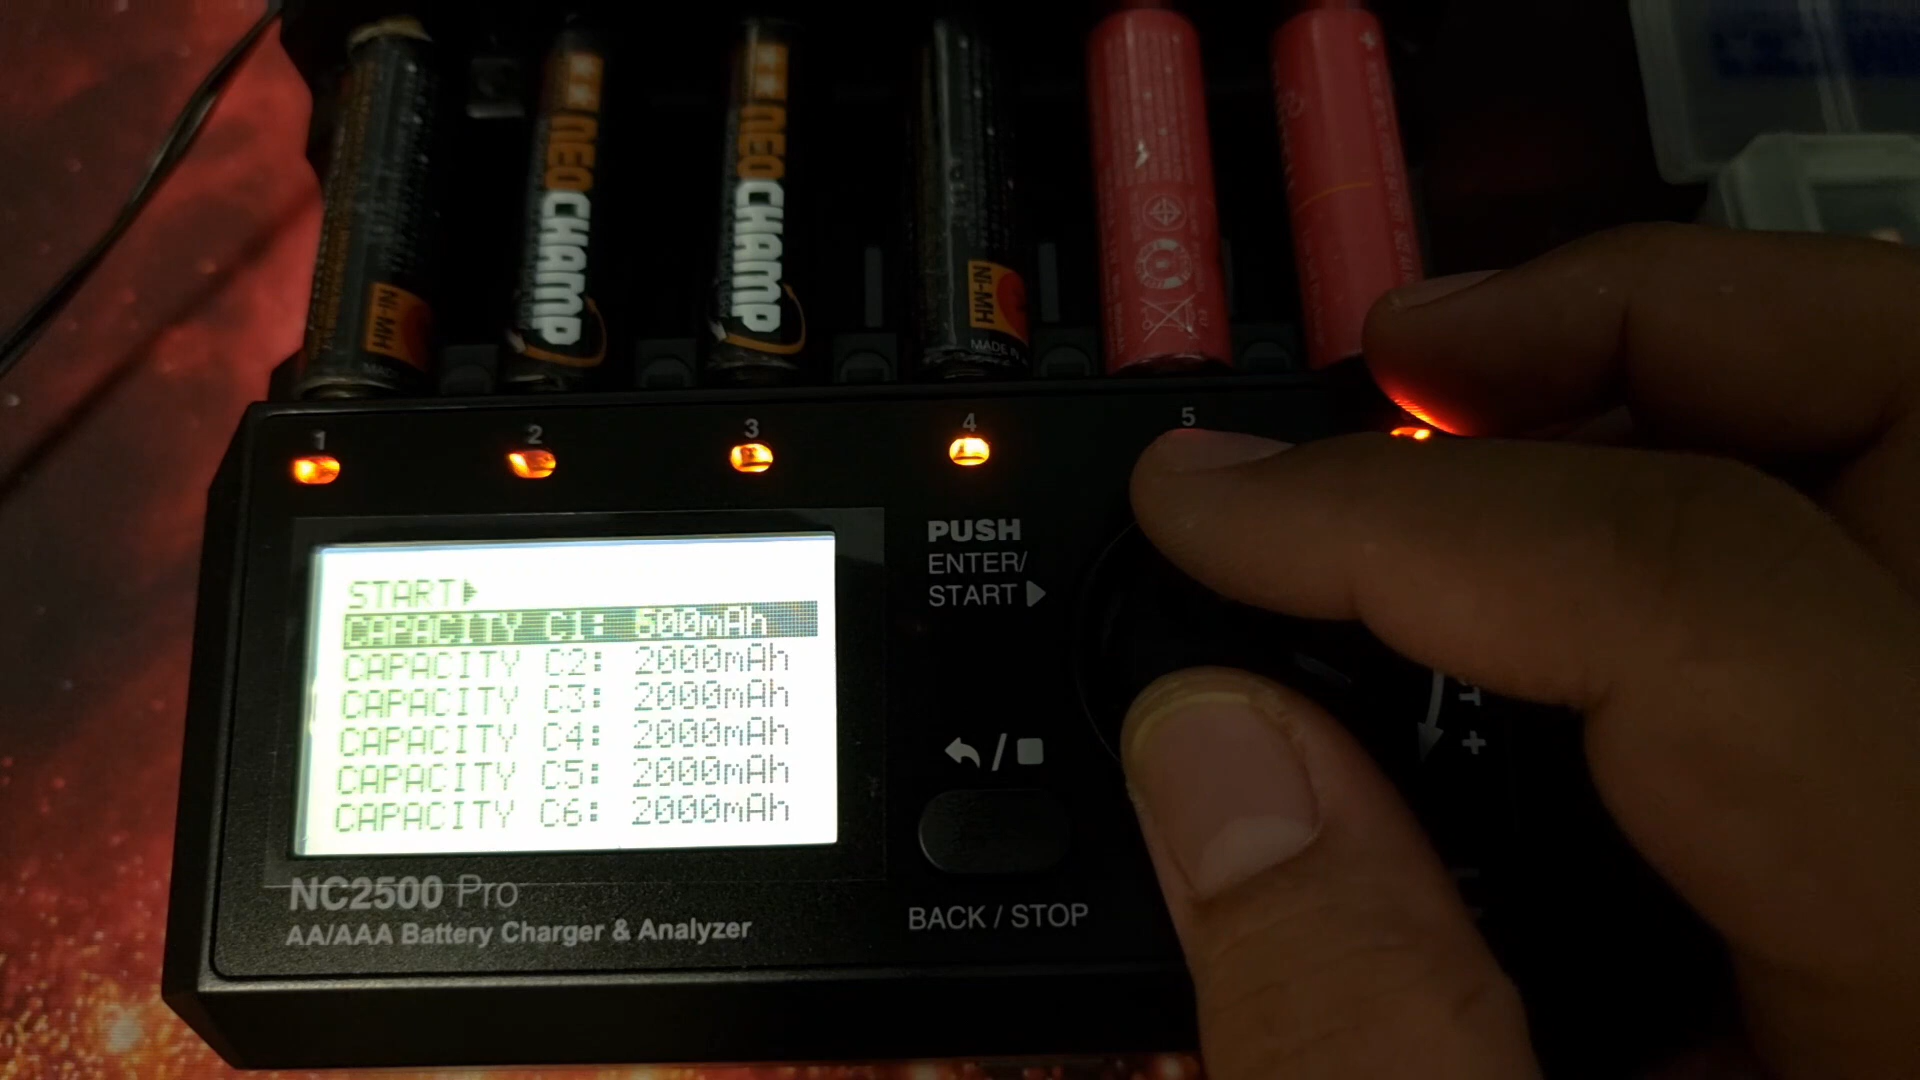 NEO CHAMP
NEO CHAMP
NI-MH
NI-MH
MADE IN
1
2
3
4
5
PUSH
ENTER/
START
START
CAPACITY C1: 500mAh
CAPACITY C2: 2000mAh
CAPACITY C3: 2000mAh
CAPACITY C4: 2000mAh
CAPACITY C5: 2000mAh
CAPACITY C6: 2000mAh
NC2500 Pro
AA/AAA Battery Charger & Analyzer
BACK / STOP